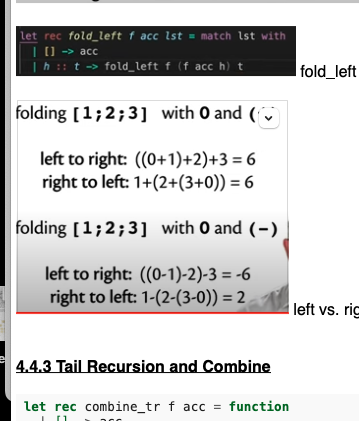 let rec fold_left f acc lst = match lst with
| [] -> acc
| h :: t -> fold_left f (f acc h) t
fold_left
folding [1;2;3] with 0 and (
left to right: ((0+1)+2)+3 = 6
right to left: 1+(2+(3+0)) = 6
folding [1;2;3] with 0 and (-)
left to right: ((0-1)-2)-3 = -6
right to left: 1-(2-(3-0)) = 2
left vs.
4.4.3 Tail Recursion and Combine
let rec combine_tr f acc = function
| [] -> acc